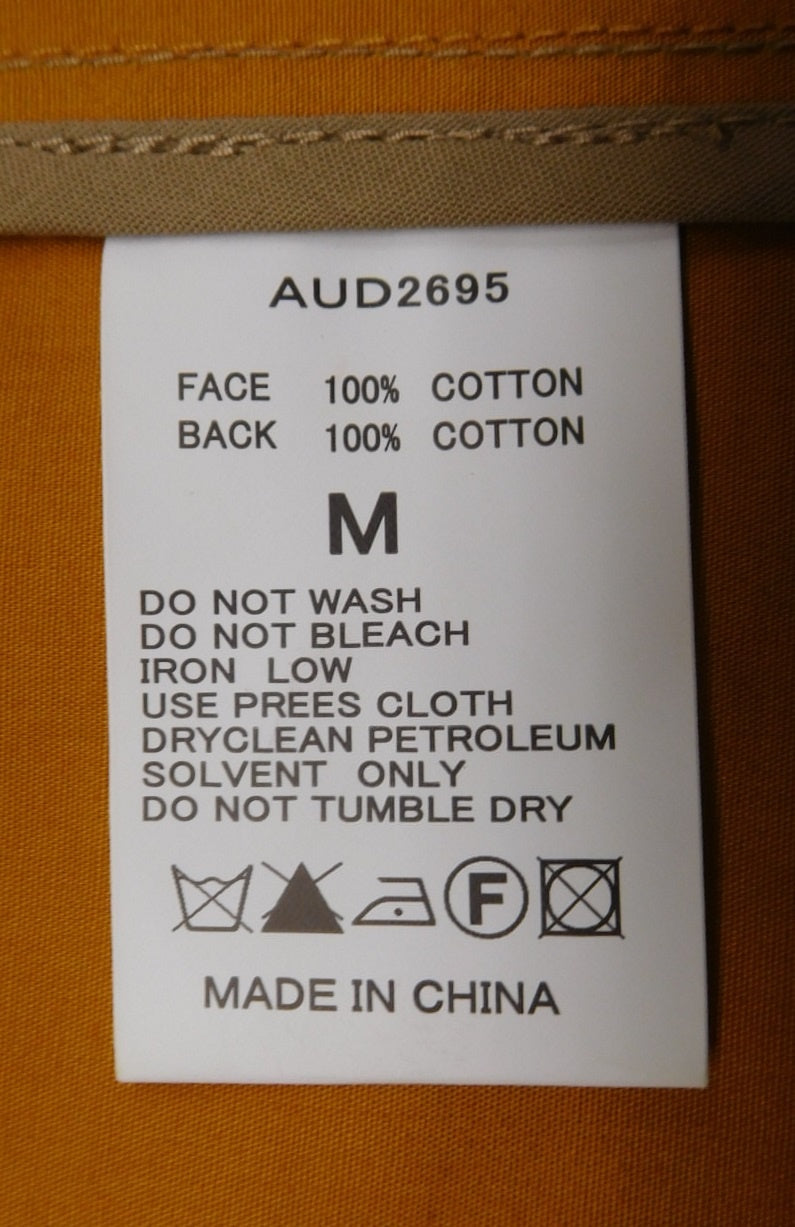 AUD2695
FACE 100% COTTON
BACK 100% COTTON
M
DO NOT WASH
DO NOT BLEACH
IRON LOW
USE PREES CLOTH
DRYCLEAN PETROLEUM
SOLVENT ONLY
DO NOT TUMBLE DRY
F
MADE IN CHINA